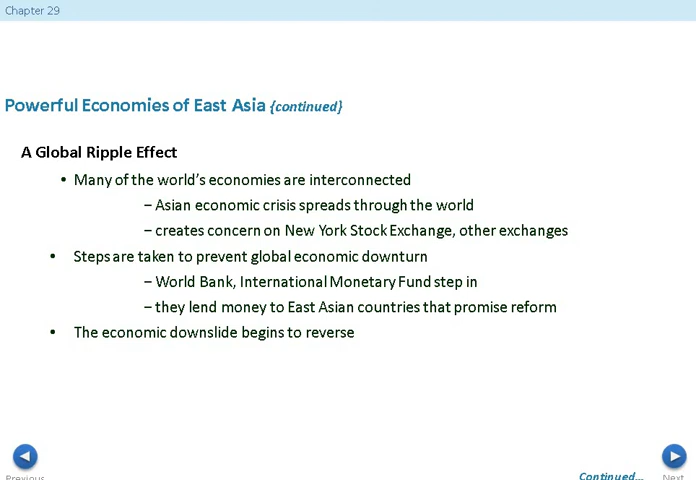 Chapter 29
Powerful Economies of East Asia {continued}
A Global Ripple Effect
• Many of the world’s economies are interconnected
– Asian economic crisis spreads through the world
– creates concern on New York Stock Exchange, other exchanges
• Steps are taken to prevent global economic downturn
– World Bank, International Monetary Fund step in
– they lend money to East Asian countries that promise reform
• The economic downslide begins to reverse
Previous
Continued...
Next